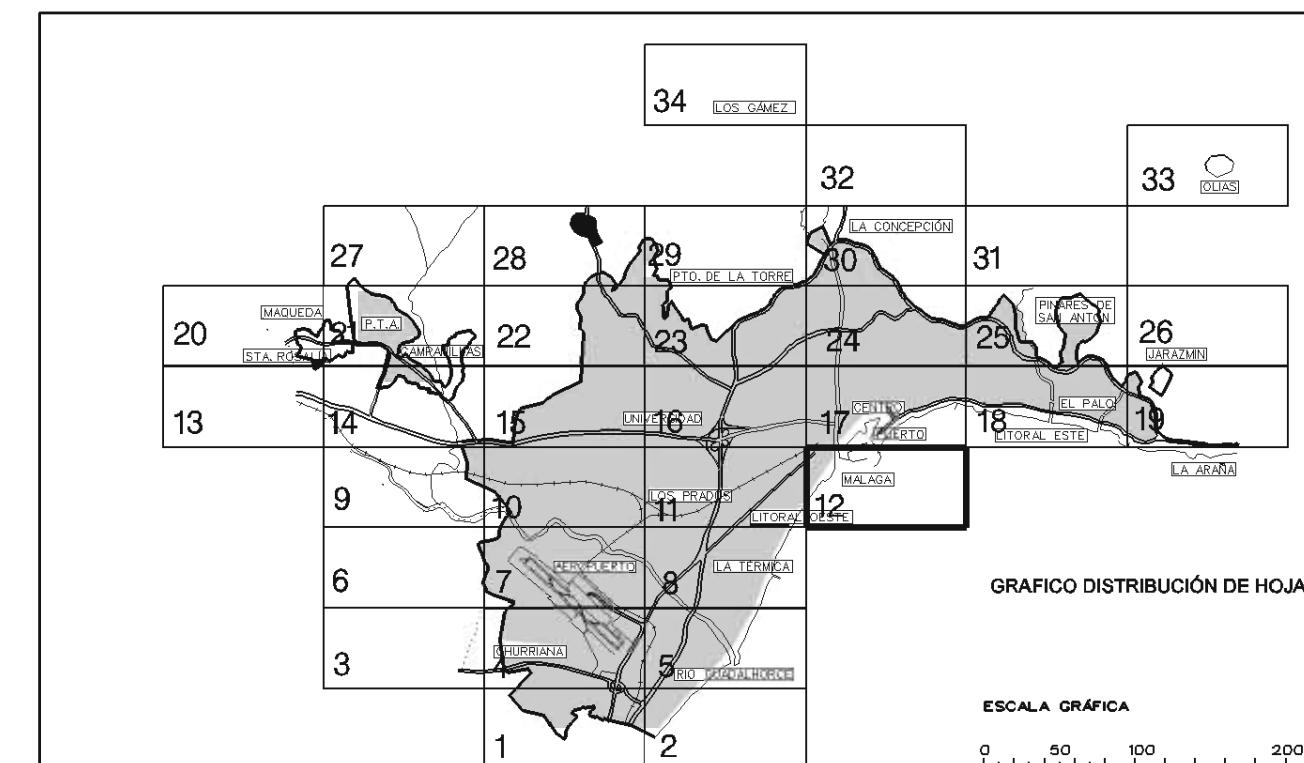 34 LOS GÁMEZ
32
33
OLIAS
LA CONCEPCIÓN
27
28
29
30
31
PTO. DE LA TORRE
MAQUEDA
P.T.A.
PINARES DE
SAN ANTON
20
22
23
24
25
26
STA. ROSALIA
CAMPANILLAS
JARAZMIN
CENTRO
EL PALO
UNIVERSIDAD
13
14
15
16
17
18
19
PUERTO
LITORAL ESTE
LA ARAÑA
MALAGA
9
10
LOS PRADOS
11
LITORAL OESTE
12
AEROPUERTO
LA TÉRMICA
6
7
8
GRAFICO DISTRIBUCIÓN DE HOJA
CHURRIANA
3
5
RIO GUADALHORCE
ESCALA GRÁFICA
1
2
0 50 100 200